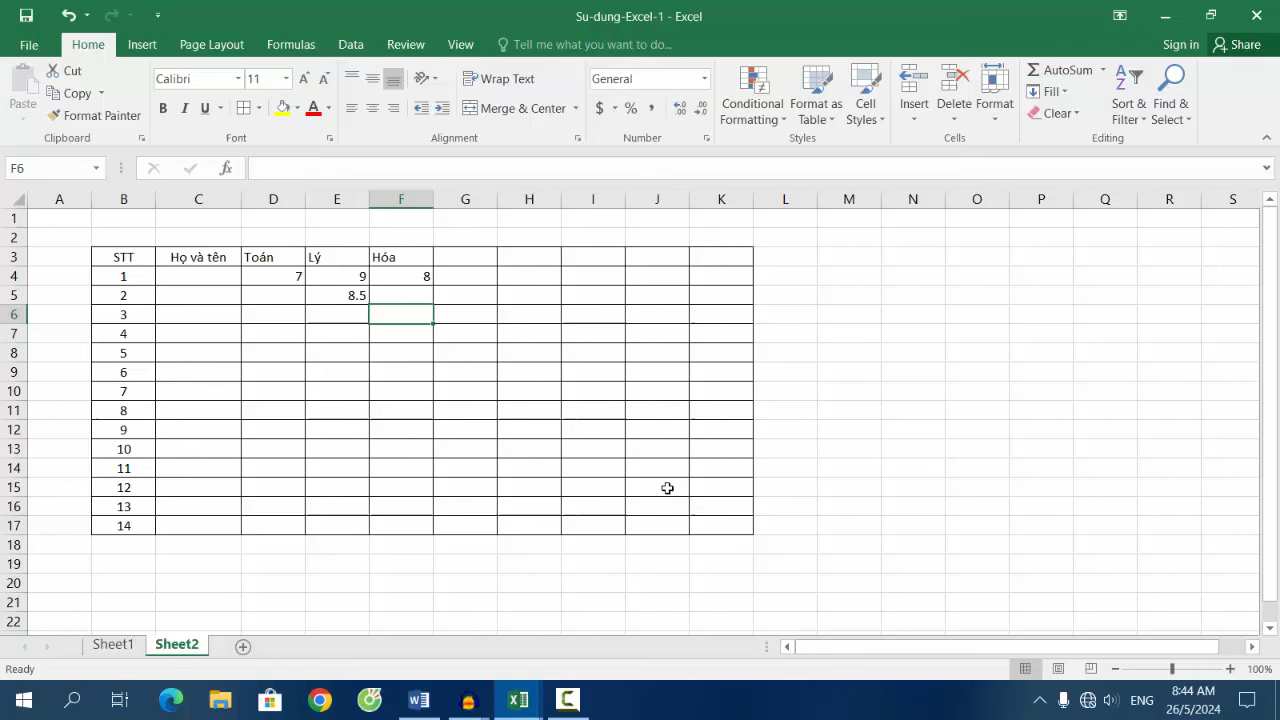 Su-dung-Excel-1 - Excel
File Home Insert Page Layout Formulas Data Review View Tell me what you want to do... Sign in Share
Paste Cut Copy Format Painter Clipboard
Calibri 11 A A B I U A Font
Wrap Text Merge & Center Alignment
General $ % , Number
Conditional Formatting Format as Table Cell Styles Styles
Insert Delete Format Cells
AutoSum Fill Clear Sort & Filter Find & Select Editing
F6 fx
A B C D E F G H I J K L M N O P Q R S
1
2
3 STT Họ và tên Toán Lý Hóa
4 1 7 9 8
5 2 8.5
6 3
7 4
8 5
9 6
10 7
11 8
12 9
13 10
14 11
15 12
16 13
17 14
18
19
20
21
22
Sheet1 Sheet2
Ready 100%
ENG 8:44 AM
26/5/2024